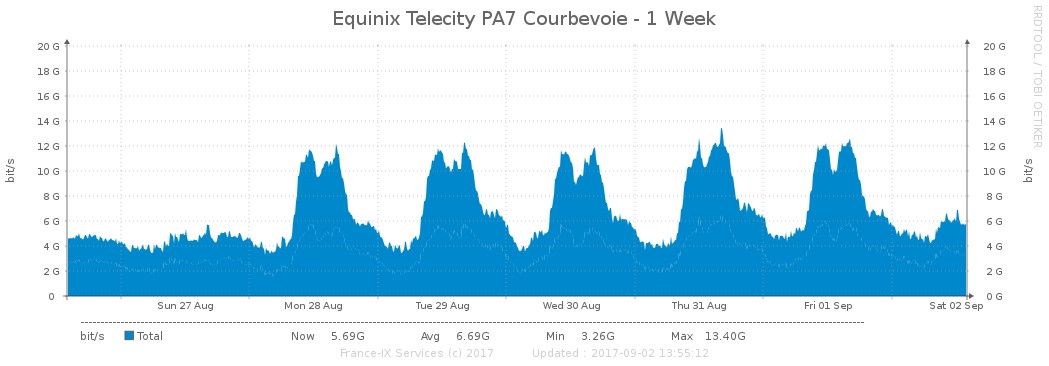 Equinix Telecity PA7 Courbevoie - 1 Week
RRDTOOL / TOBI OETIKER
20 G 20 G
18 G 18 G
16 G 16 G
14 G 14 G
12 G 12 G
10 G 10 G
8 G 8 G
6 G 6 G
4 G 4 G
2 G 2 G
0 0 G
bit/s bit/s
Sun 27 Aug Mon 28 Aug Tue 29 Aug Wed 30 Aug Thu 31 Aug Fri 01 Sep Sat 02 Sep
bit/s Total Now 5.69G Avg 6.69G Min 3.26G Max 13.40G
France-IX Services (c) 2017 Updated : 2017-09-02 13:55:12